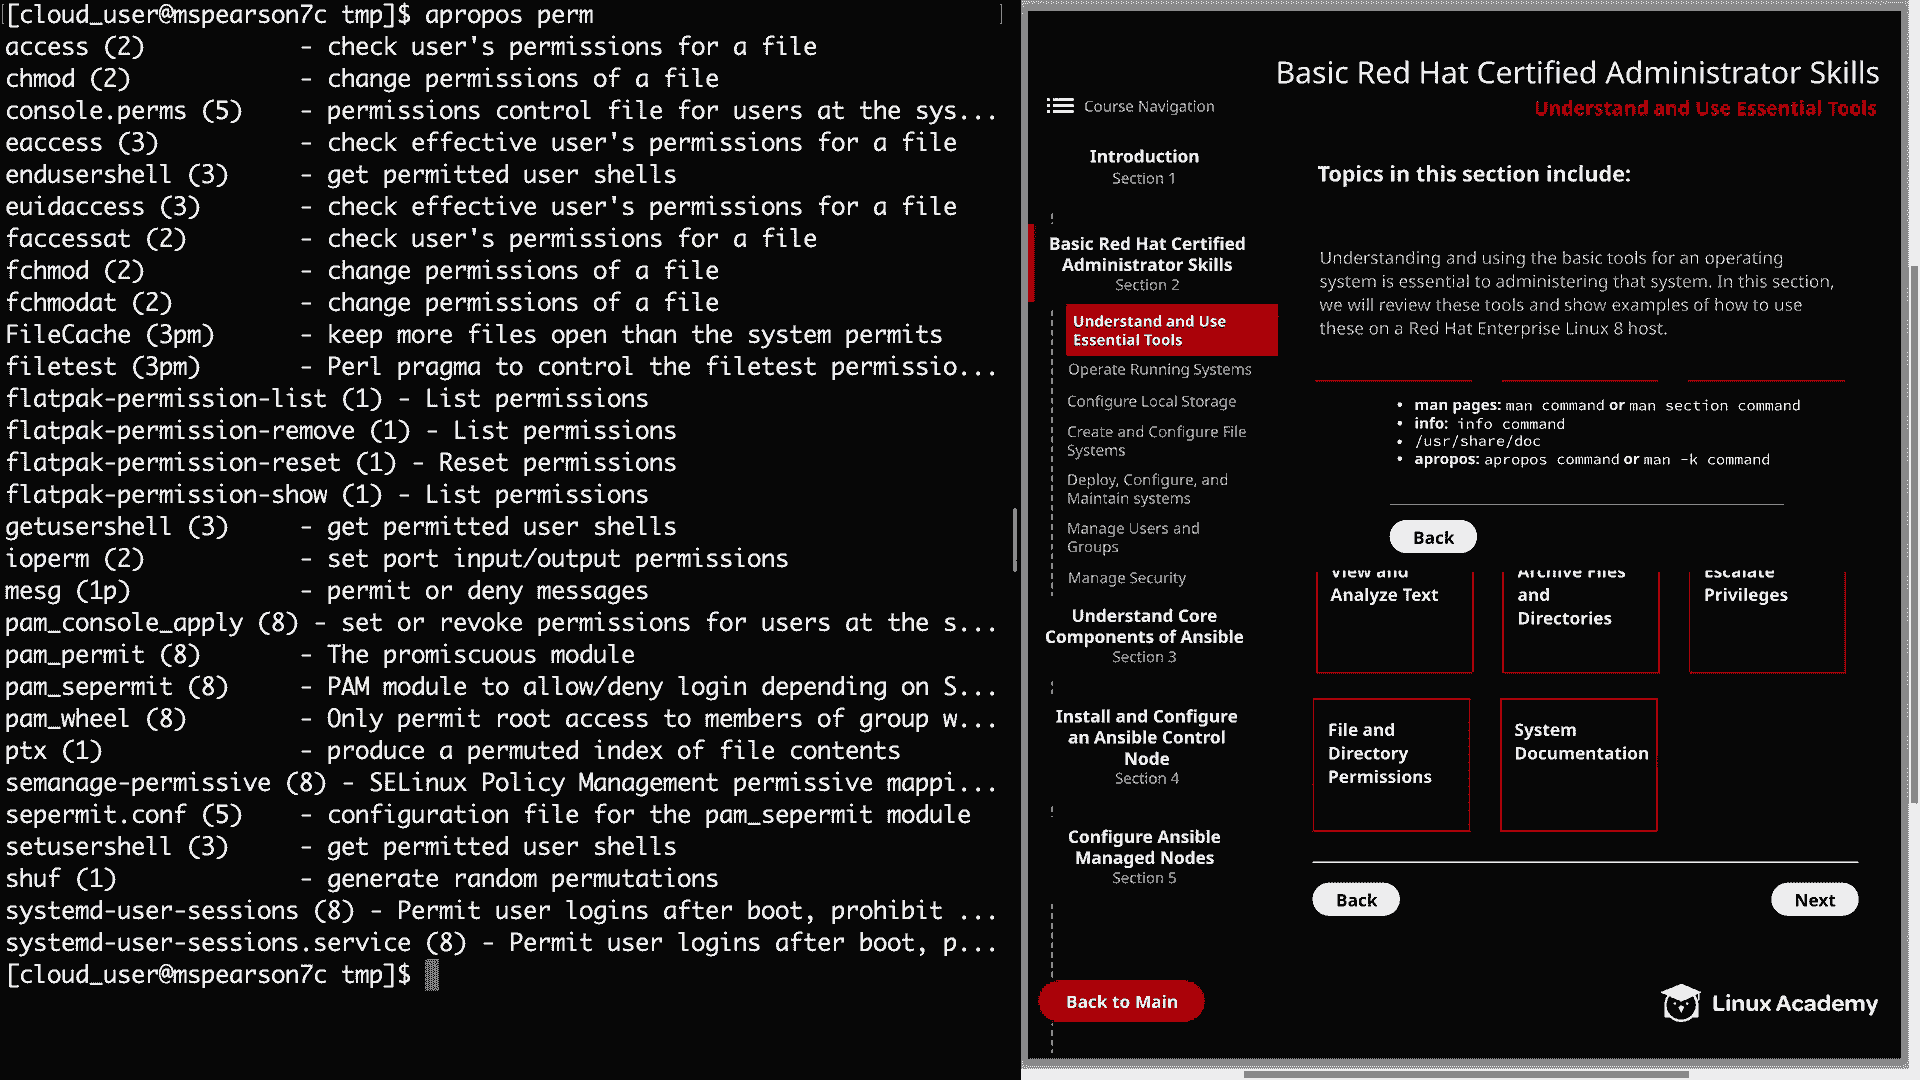 [cloud_user@mspearson7c tmp]$ apropos perm
access (2)           - check user's permissions for a file
chmod (2)            - change permissions of a file
console.perms (5)    - permissions control file for users at the sys...
eaccess (3)          - check effective user's permissions for a file
endusershell (3)     - get permitted user shells
euidaccess (3)       - check effective user's permissions for a file
faccessat (2)        - check user's permissions for a file
fchmod (2)           - change permissions of a file
fchmodat (2)         - change permissions of a file
FileCache (3pm)      - keep more files open than the system permits
filetest (3pm)       - Perl pragma to control the filetest permissio...
flatpak-permission-list (1) - List permissions
flatpak-permission-remove (1) - List permissions
flatpak-permission-reset (1) - Reset permissions
flatpak-permission-show (1) - List permissions
getusershell (3)     - get permitted user shells
ioperm (2)           - set port input/output permissions
mesg (1p)            - permit or deny messages
pam_console_apply (8) - set or revoke permissions for users at the s...
pam_permit (8)       - The promiscuous module
pam_sepermit (8)     - PAM module to allow/deny login depending on S...
pam_wheel (8)        - Only permit root access to members of group w...
ptx (1)              - produce a permuted index of file contents
semanage-permissive (8) - SELinux Policy Management permissive mappi...
sepermit.conf (5)    - configuration file for the pam_sepermit module
setusershell (3)     - get permitted user shells
shuf (1)             - generate random permutations
systemd-user-sessions (8) - Permit user logins after boot, prohibit ...
systemd-user-sessions.service (8) - Permit user logins after boot, p...
[cloud_user@mspearson7c tmp]$
Basic Red Hat Certified Administrator Skills
Understand and Use Essential Tools
Course Navigation
Introduction
Section 1
Basic Red Hat Certified
Administrator Skills
Section 2
Understand and Use
Essential Tools
Operate Running Systems
Configure Local Storage
Create and Configure File
Systems
Deploy, Configure, and
Maintain systems
Manage Users and
Groups
Manage Security
Understand Core
Components of Ansible
Section 3
Install and Configure
an Ansible Control
Node
Section 4
Configure Ansible
Managed Nodes
Section 5
Back to Main
Topics in this section include:
Understanding and using the basic tools for an operating
system is essential to administering that system. In this section,
we will review these tools and show examples of how to use
these on a Red Hat Enterprise Linux 8 host.
• man pages: man command or man section command
• info: info command
• /usr/share/doc
• apropos: apropos command or man -k command
Back
View and
Analyze Text
Archive Files
and
Directories
Escalate
Privileges
File and
Directory
Permissions
System
Documentation
Back
Next
Linux Academy